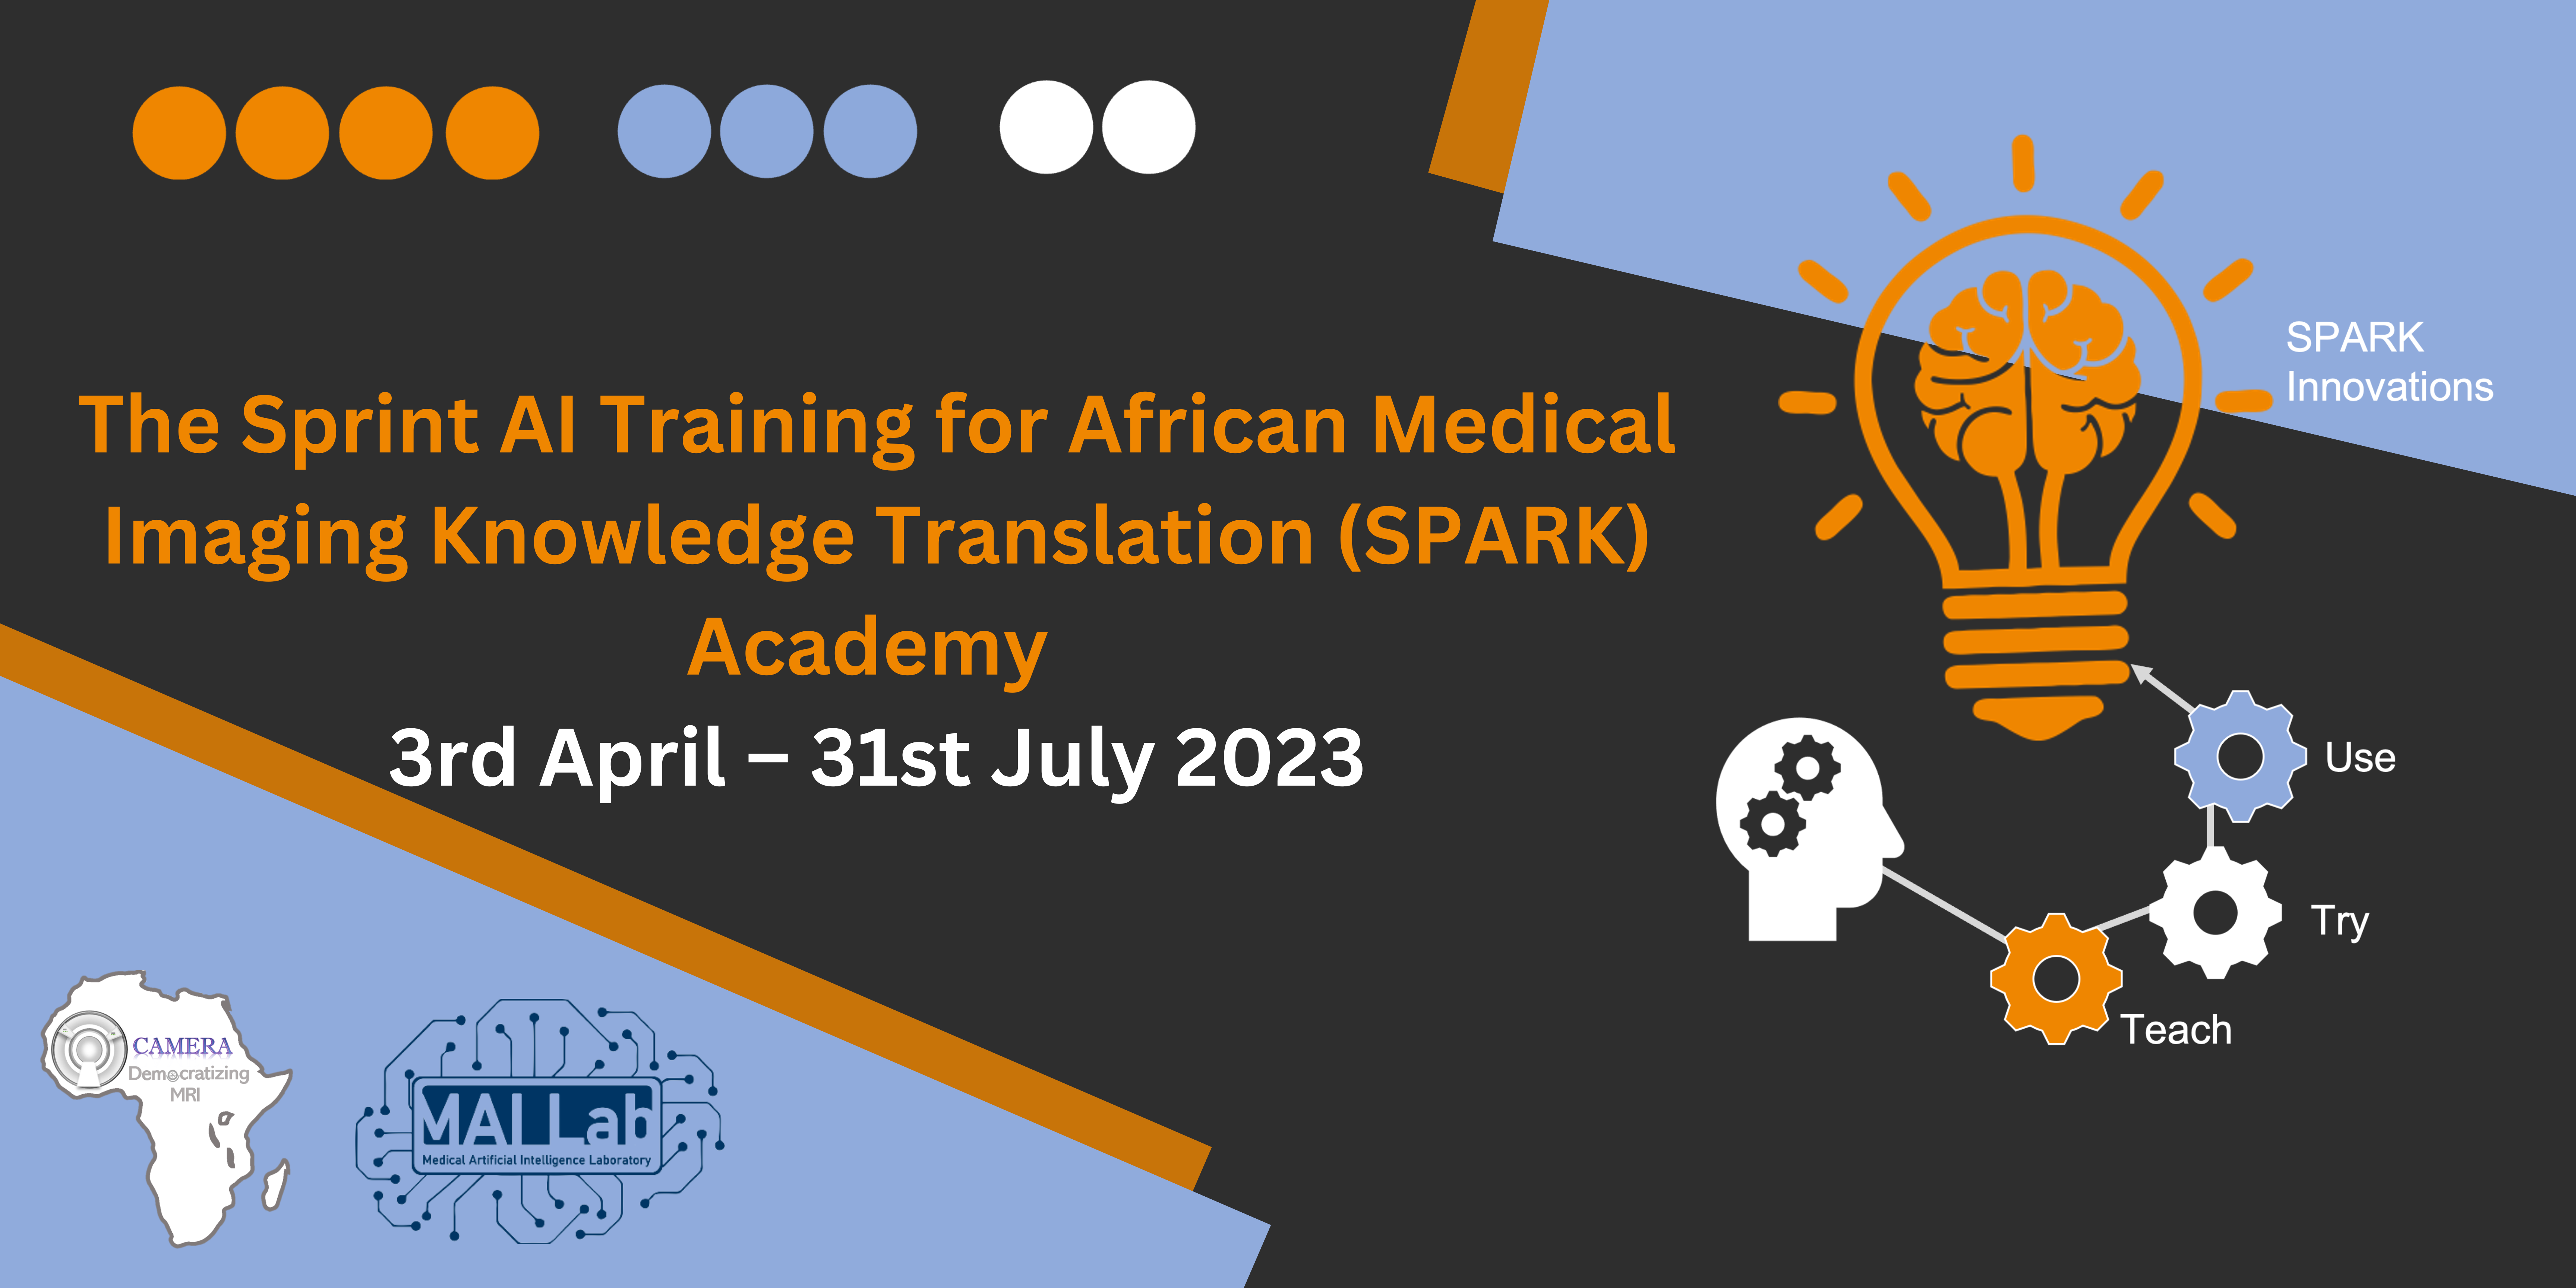 The Sprint AI Training for African Medical
Imaging Knowledge Translation (SPARK)
Academy
3rd April – 31st July 2023
SPARK
Innovations
Use
Try
Teach
CAMERA
Democratizing
MRI
MAI Lab
Medical Artificial Intelligence Laboratory